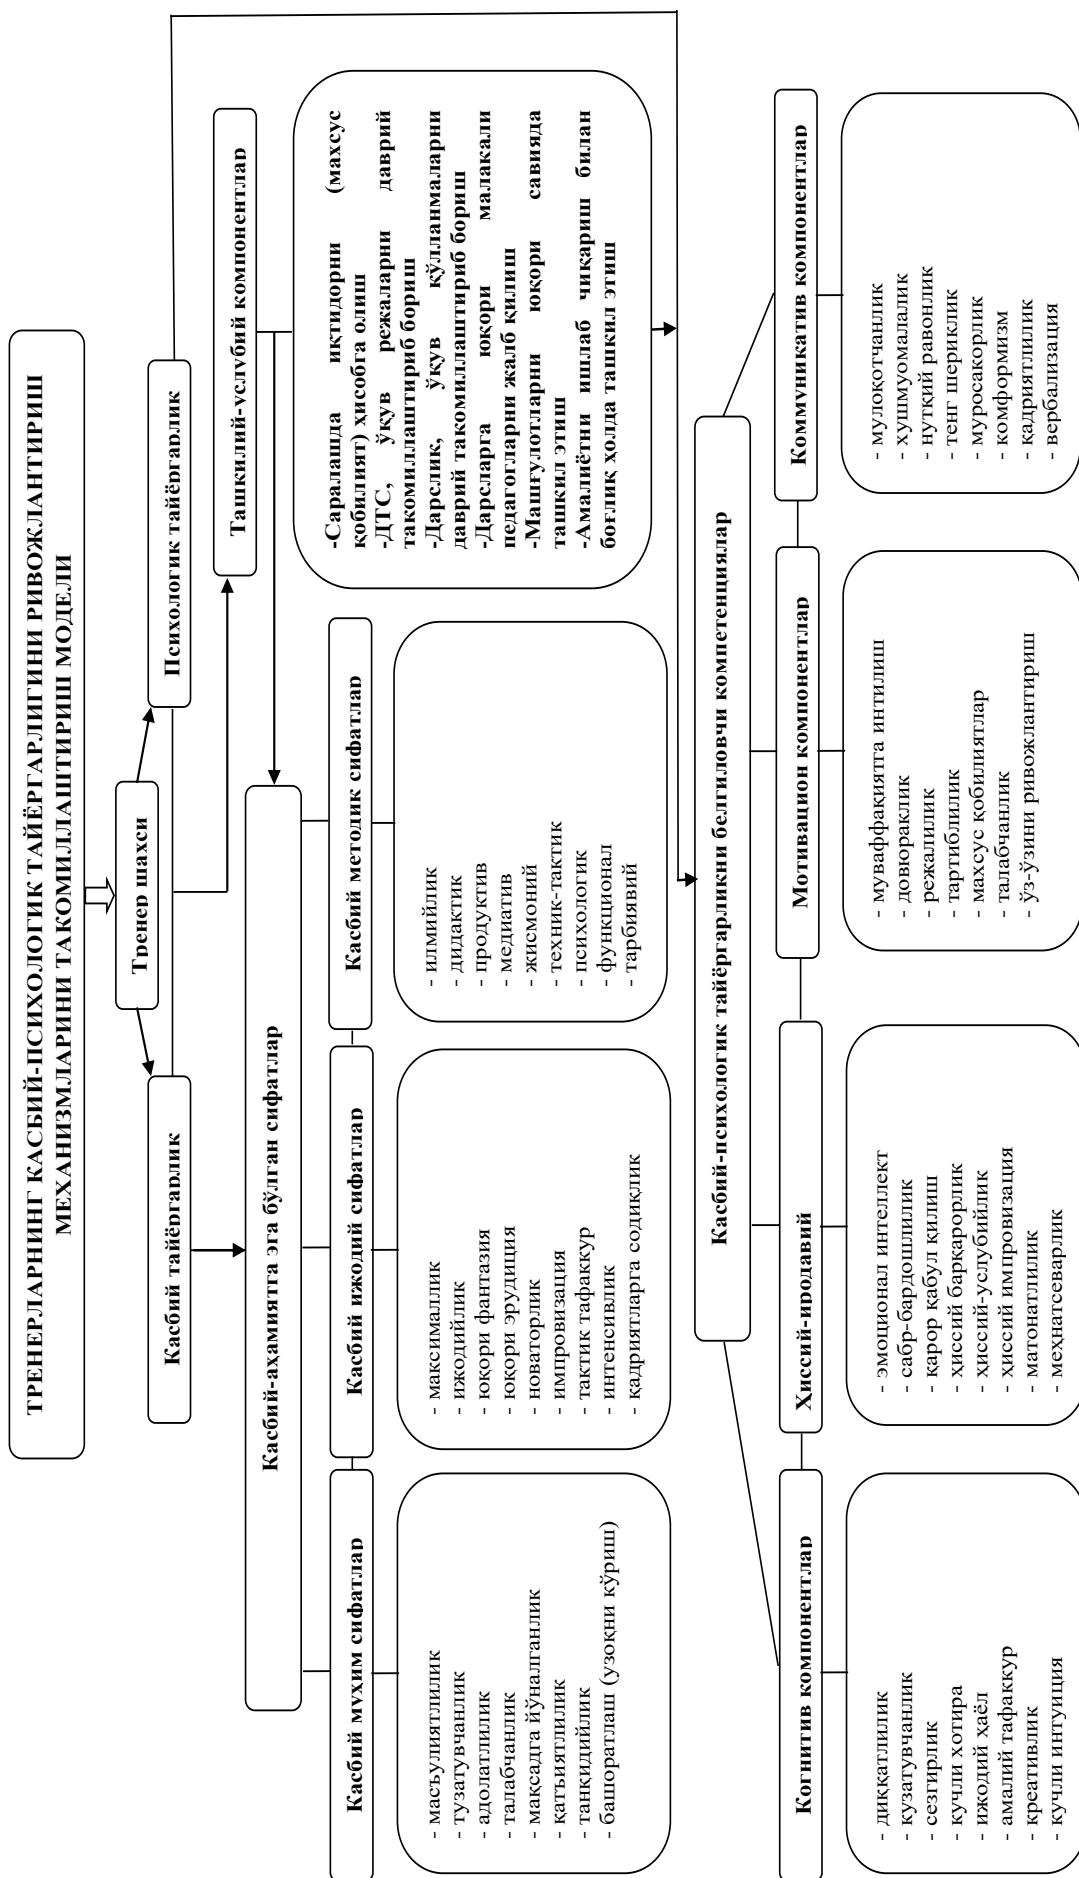 ТРЕНЕРЛАРНИНГ КАСБИЙ-ПСИХОЛОГИК ТАЙЁРГАРЛИГИНИ РИВОЖЛАНТИРИШ
МЕХАНИЗМЛАРИНИ ТАКОМИЛЛАШТИРИШ МОДЕЛИ
Тренер шахси
Касбий тайёргарлик
Психологик тайёргарлик
Ташкилий-услубий компонентлар
Касбий-аҳамиятга эга бўлган сифатлар
-Саралашда иқтидорни (махсус
қобилият) ҳисобга олиш
-ДТС, ўқув режаларни даврий
такомиллаштириб бориш
-Дарслик, ўқув қўлланмаларни
даврий такомиллаштириб бориш
-Дарсларга юқори малакали
педагогларни жалб қилиш
-Машғулотларни юқори савияда
ташкил этиш
-Амалиётни ишлаб чиқариш билан
боғлиқ ҳолда ташкил этиш
Касбий муҳим сифатлар
- масъулиятлилик
- тузатувчанлик
- адолатлилик
- талабчанлик
- мақсадга йўналганлик
- қатъиятлилик
- танқидийлик
- башоратлаш (узоқни кўриш)
Касбий ижодий сифатлар
- максималлик
- ижодийлик
- юқори фантазия
- юқори эрудиция
- новаторлик
- импровизация
- тактик тафаккур
- интенсивлик
- қадриятларга содиқлик
Касбий методик сифатлар
- илмийлик
- дидактик
- продуктив
- медиатив
- жисмоний
- техник-тактик
- психологик
- функционал
- тарбиявий
Касбий-психологик тайёргарликни белгиловчи компетенциялар
Когнитив компонентлар
- диққатлилик
- кузатувчанлик
- сезгирлик
- кучли хотира
- ижодий ҳаёл
- амалий тафаккур
- креативлик
- кучли интуиция
Ҳиссий-иродавий
- эмоционал интеллект
- сабр-бардошлилик
- қарор қабул қилиш
- ҳиссий барқарорлик
- ҳиссий-услубийлик
- ҳиссий импровизация
- матонатлилик
- меҳнатсеварлик
Мотивацион компонентлар
- муваффақиятга интилиш
- довюраклик
- режалилик
- тартиблилик
- махсус қобилиятлар
- талабчанлик
- ўз-ўзини ривожлантириш
Коммуникатив компонентлар
- мулоқотчанлик
- хушмуомалалик
- нутқий равонлик
- тенг шериклик
- муросакорлик
- комформизм
- қадриятлилик
- вербализация